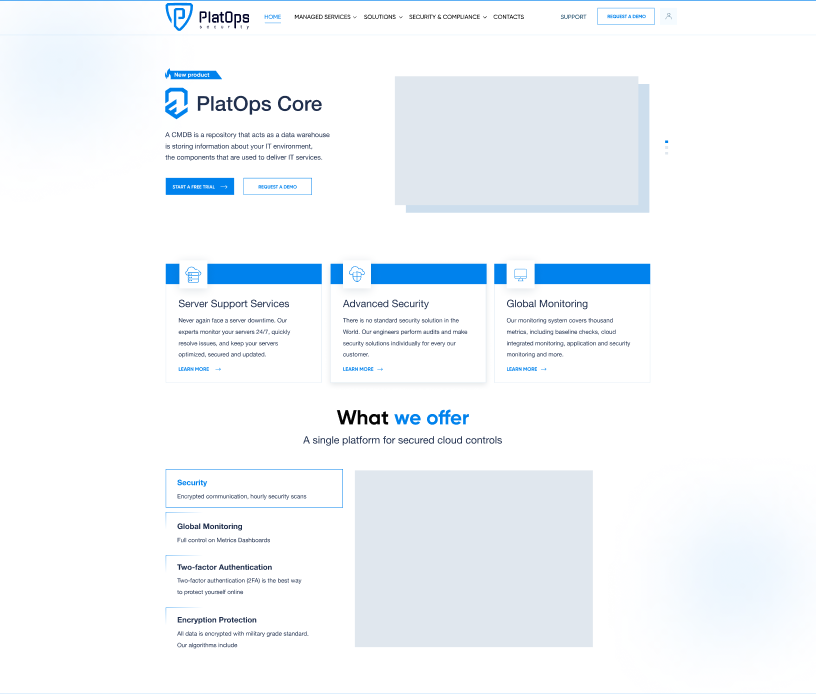 PlatOps
security
HOME
MANAGED SERVICES
SOLUTIONS
SECURITY & COMPLIANCE
CONTACTS
SUPPORT
REQUEST A DEMO
New product
PlatOps Core
A CMDB is a repository that acts as a data warehouse
is storing information about your IT environment,
the components that are used to deliver IT services.
START A FREE TRIAL
REQUEST A DEMO
Server Support Services
Never again face a server downtime. Our
experts monitor your servers 24/7, quickly
resolve issues, and keep your servers
optimized, secured and updated.
LEARN MORE
Advanced Security
There is no standard security solution in the
World. Our engineers perform audits and make
security solutions individually for every our
customer.
LEARN MORE
Global Monitoring
Our monitoring system covers thousand
metrics, including baseline checks, cloud
integrated monitoring, application and security
monitoring and more.
LEARN MORE
What we offer
A single platform for secured cloud controls
Security
Encrypted communication, hourly security scans
Global Monitoring
Full control on Metrics Dashboards
Two-factor Authentication
Two-factor authentication (2FA) is the best way
to protect yourself online
Encryption Protection
All data is encrypted with military grade standard.
Our algorithms include